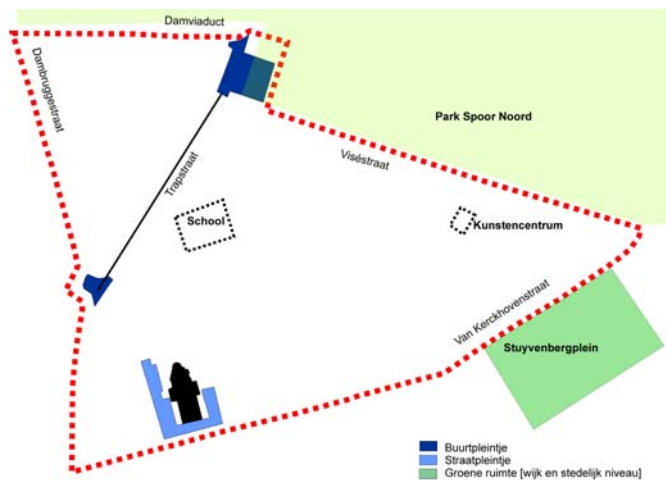 Damviaduct
Dambruggestraat
Park Spoor Noord
Viséstraat
Trapstraat
School
Kunstencentrum
Van Kerckhovenstraat
Stuyvenbergplein
Buurtpleintje
Straatpleintje
Groene ruimte [wijk en stedelijk niveau]